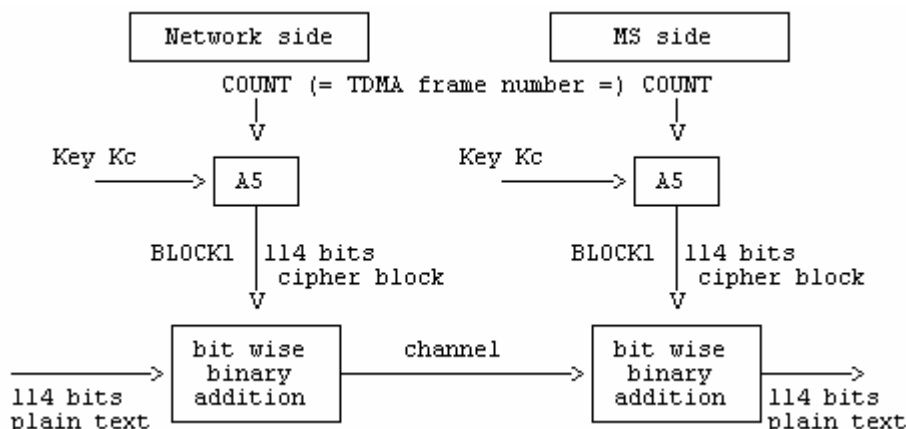 Network side
MS side
COUNT (= TDMA frame number =) COUNT
Key Kc
A5
Key Kc
A5
BLOCK1
114 bits
cipher block
BLOCK1
114 bits
cipher block
bit wise
binary
addition
channel
bit wise
binary
addition
114 bits
plain text
114 bits
plain text